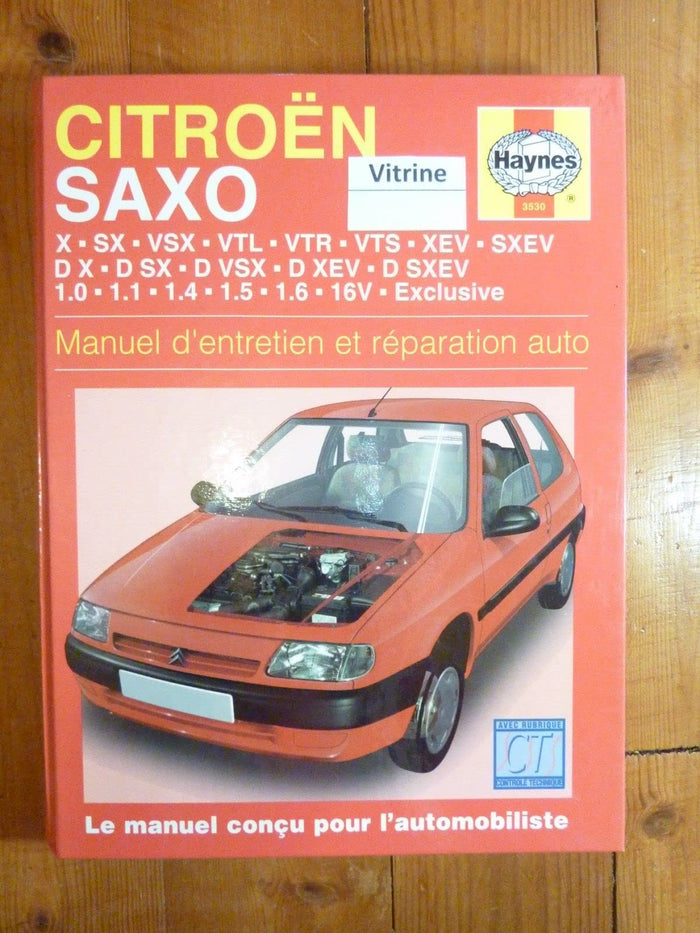 CITROËN
SAXO
Vitrine
Haynes
3530
®
X ▪ SX ▪ VSX ▪ VTL ▪ VTR ▪ VTS ▪ XEV ▪ SXEV
D X ▪ D SX ▪ D VSX ▪ D XEV ▪ D SXEV
1.0 ▪ 1.1 ▪ 1.4 ▪ 1.5 ▪ 1.6 ▪ 16V ▪ Exclusive
Manuel d'entretien et réparation auto
AVEC RUBRIQUE
CT
CONTROLE TECHNIQUE
Le manuel conçu pour l'automobiliste